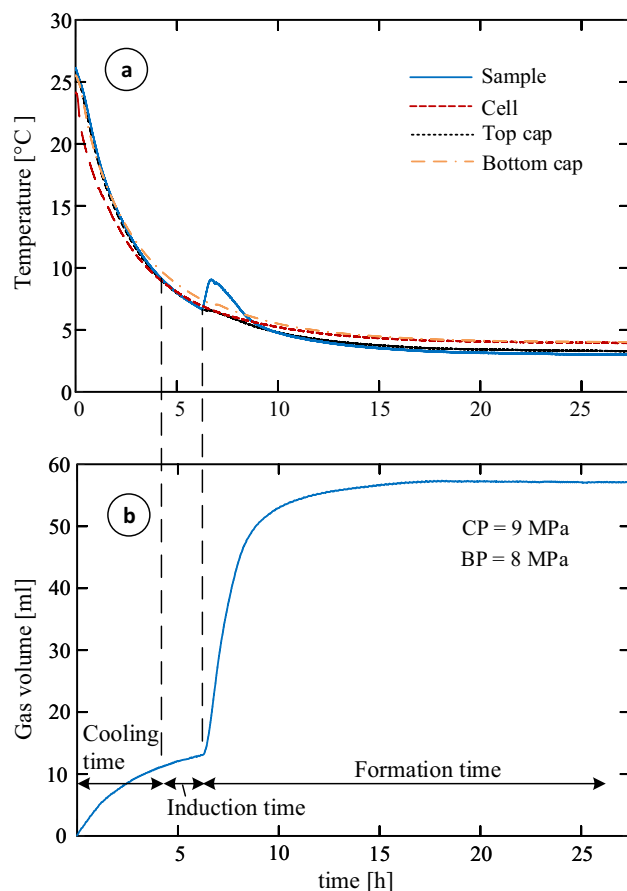 30
25
20
15
10
5
0
Temperature [°C]
a
Sample
Cell
Top cap
Bottom cap
0
5
10
15
20
25
60
50
40
30
20
10
0
Gas volume [ml]
b
CP = 9 MPa
BP = 8 MPa
Cooling
time
Formation time
Induction time
0
5
10
15
20
25
time [h]